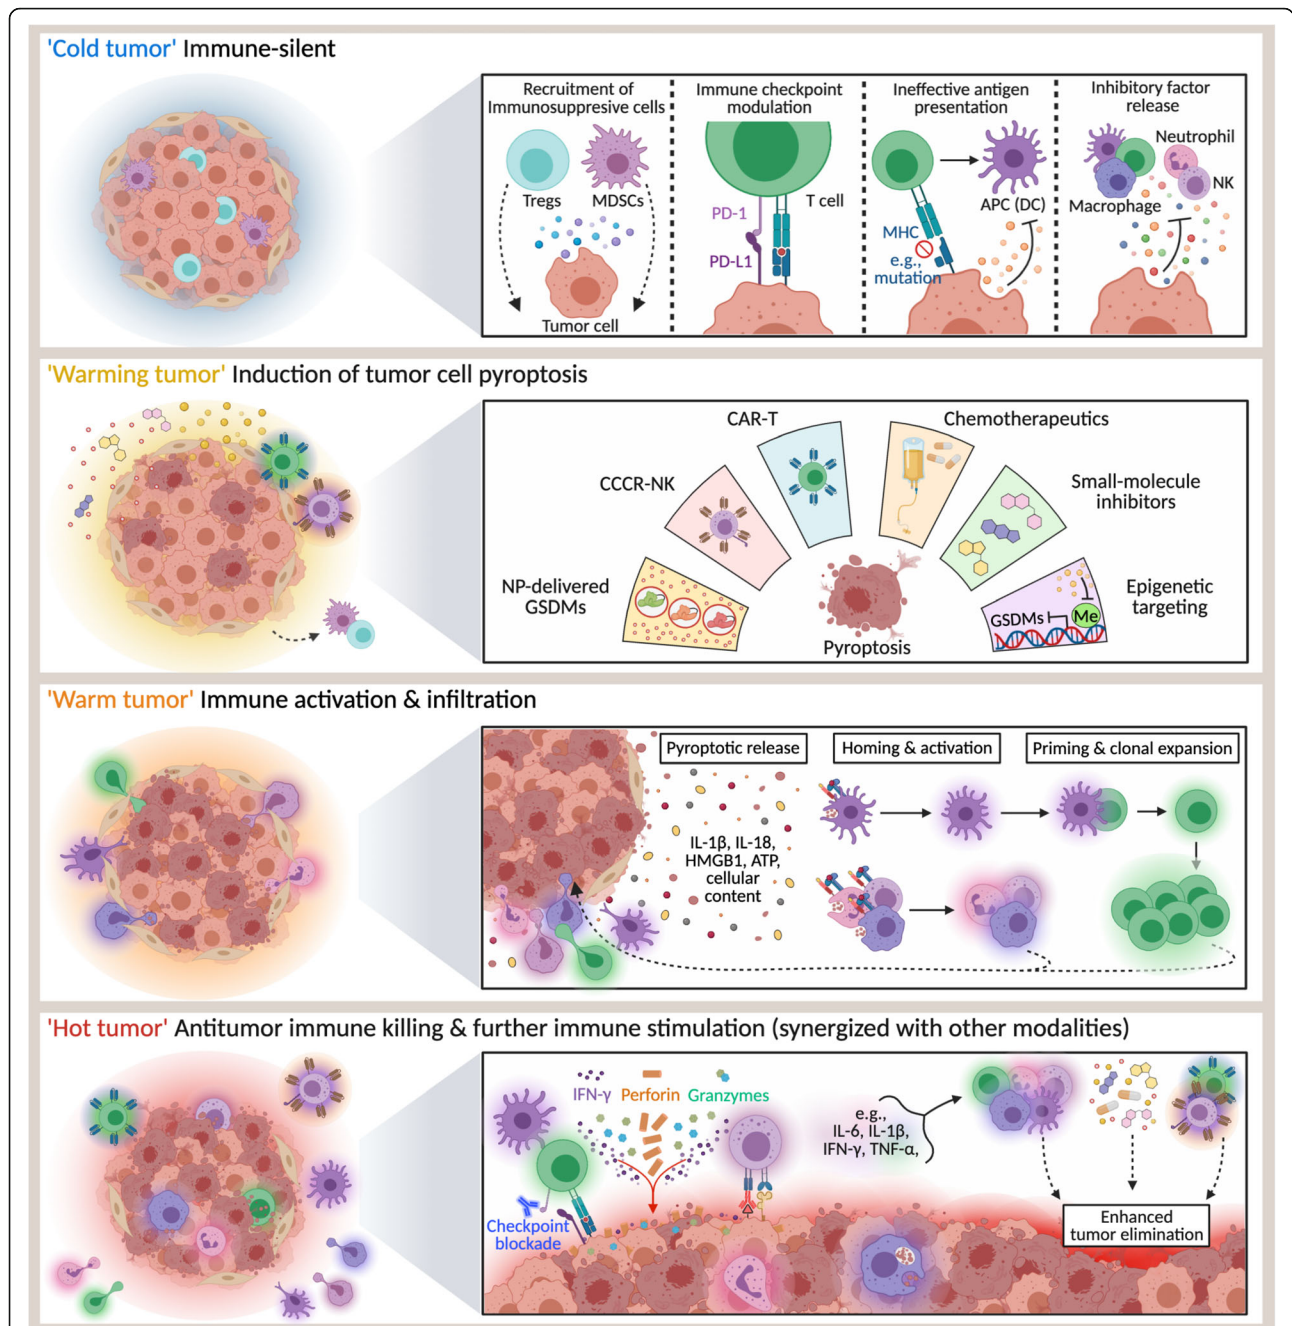 'Cold tumor' Immune-silent
Recruitment of
Immunosuppresive cells
Tregs
MDSCs
Tumor cell
Immune checkpoint
modulation
T cell
PD-1
PD-L1
Ineffective antigen
presentation
APC (DC)
MHC
e.g.,
mutation
Inhibitory factor
release
Neutrophil
NK
Macrophage
'Warming tumor' Induction of tumor cell pyroptosis
NP-delivered
GSDMs
CCCR-NK
CAR-T
Chemotherapeutics
Small-molecule
inhibitors
Epigenetic
targeting
GSDMs
Me
Pyroptosis
'Warm tumor' Immune activation & infiltration
Pyroptotic release
IL-1β, IL-18,
HMGB1, ATP,
cellular
content
Homing & activation
Priming & clonal expansion
'Hot tumor' Antitumor immune killing & further immune stimulation (synergized with other modalities)
IFN-γ
Perforin
Granzymes
Checkpoint
blockade
e.g.,
IL-6, IL-1β,
IFN-γ, TNF-α,
Enhanced
tumor elimination